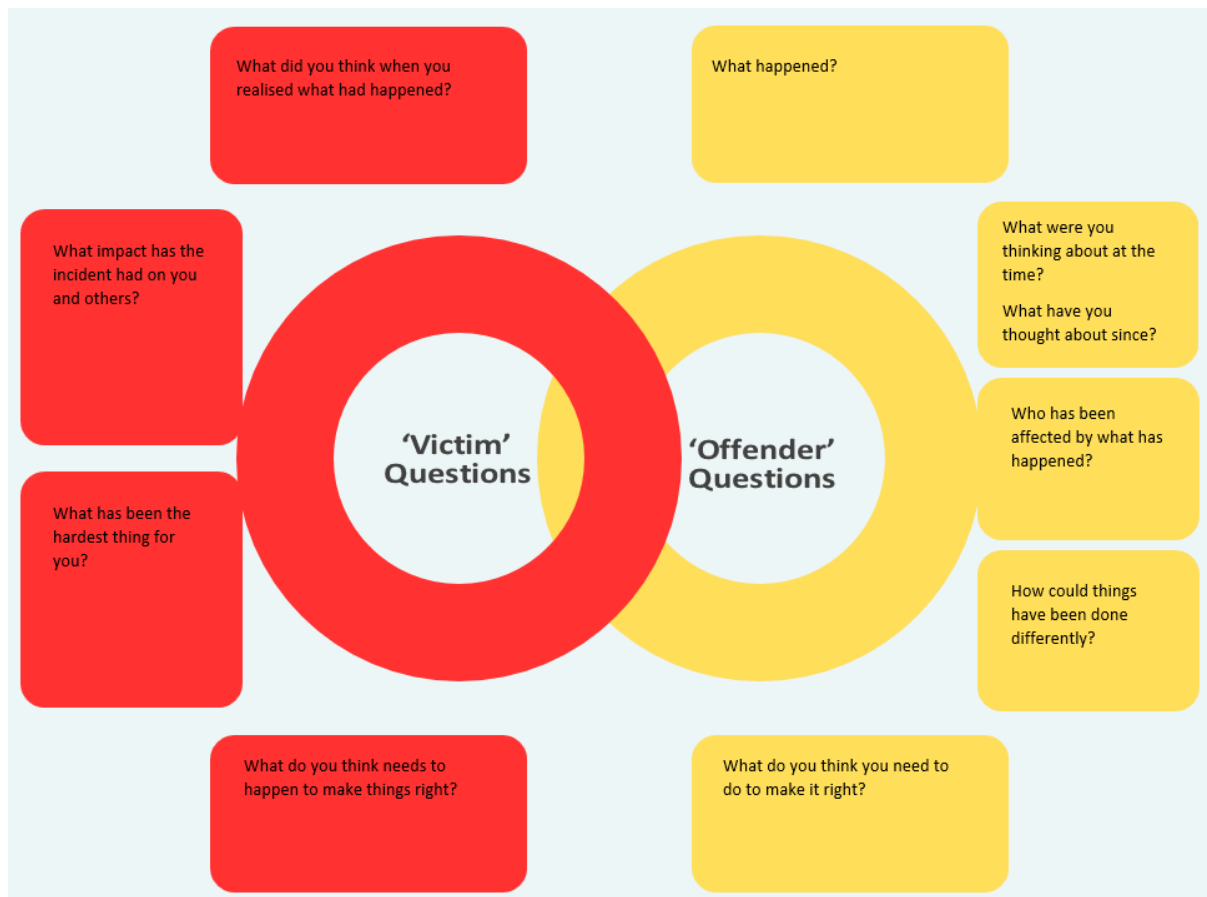 What did you think when you
realised what had happened?
What happened?
What impact has the
incident had on you
and others?
What were you
thinking about at the
time?
What have you
thought about since?
‘Victim’
Questions
‘Offender’
Questions
Who has been
affected by what has
happened?
What has been the
hardest thing for
you?
How could things
have been done
differently?
What do you think needs to
happen to make things right?
What do you think you need to
do to make it right?